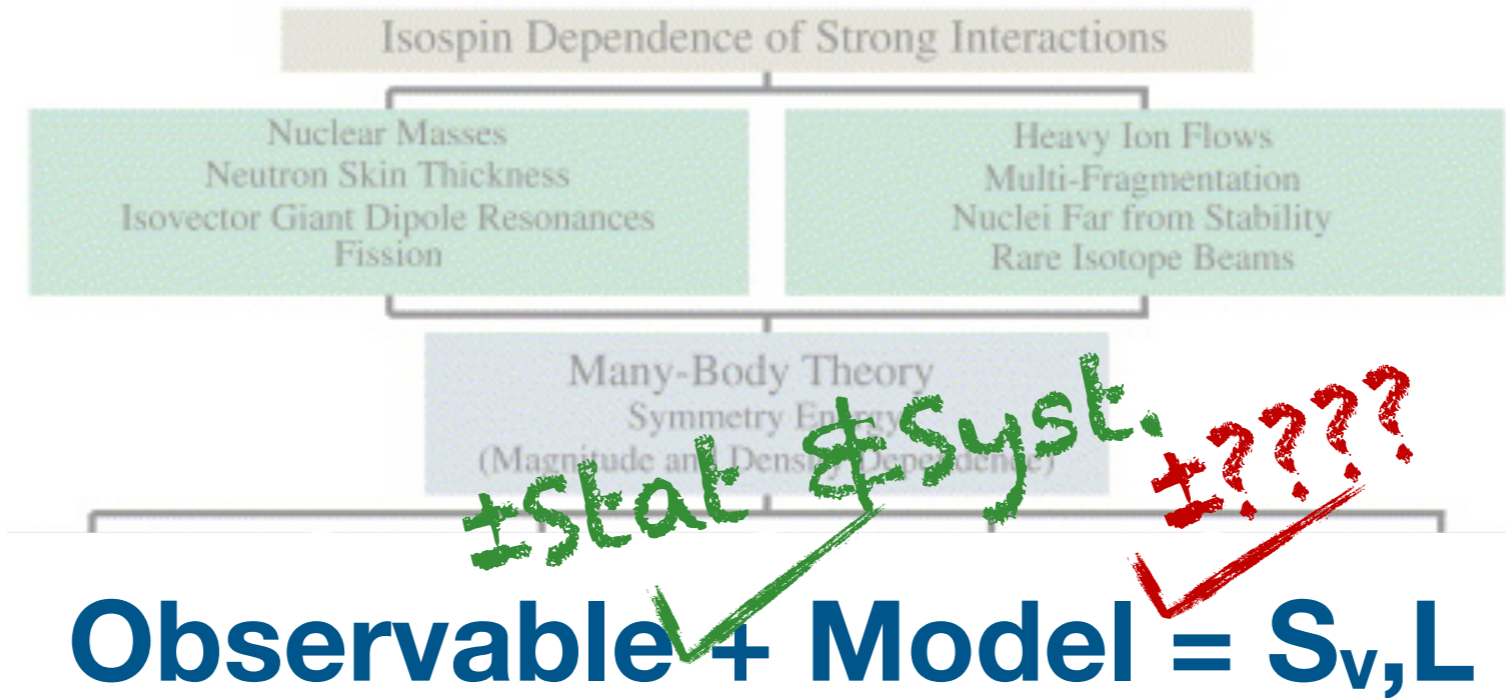 Isospin Dependence of Strong Interactions
Nuclear Masses
Neutron Skin Thickness
Isovector Giant Dipole Resonances
Fission
Heavy Ion Flows
Multi-Fragmentation
Nuclei Far from Stability
Rare Isotope Beams
Many-Body Theory
Symmetry Energy
(Magnitude and Density Dependence)
±Stat &Syst.
±????
Observable + Model = Sv,L